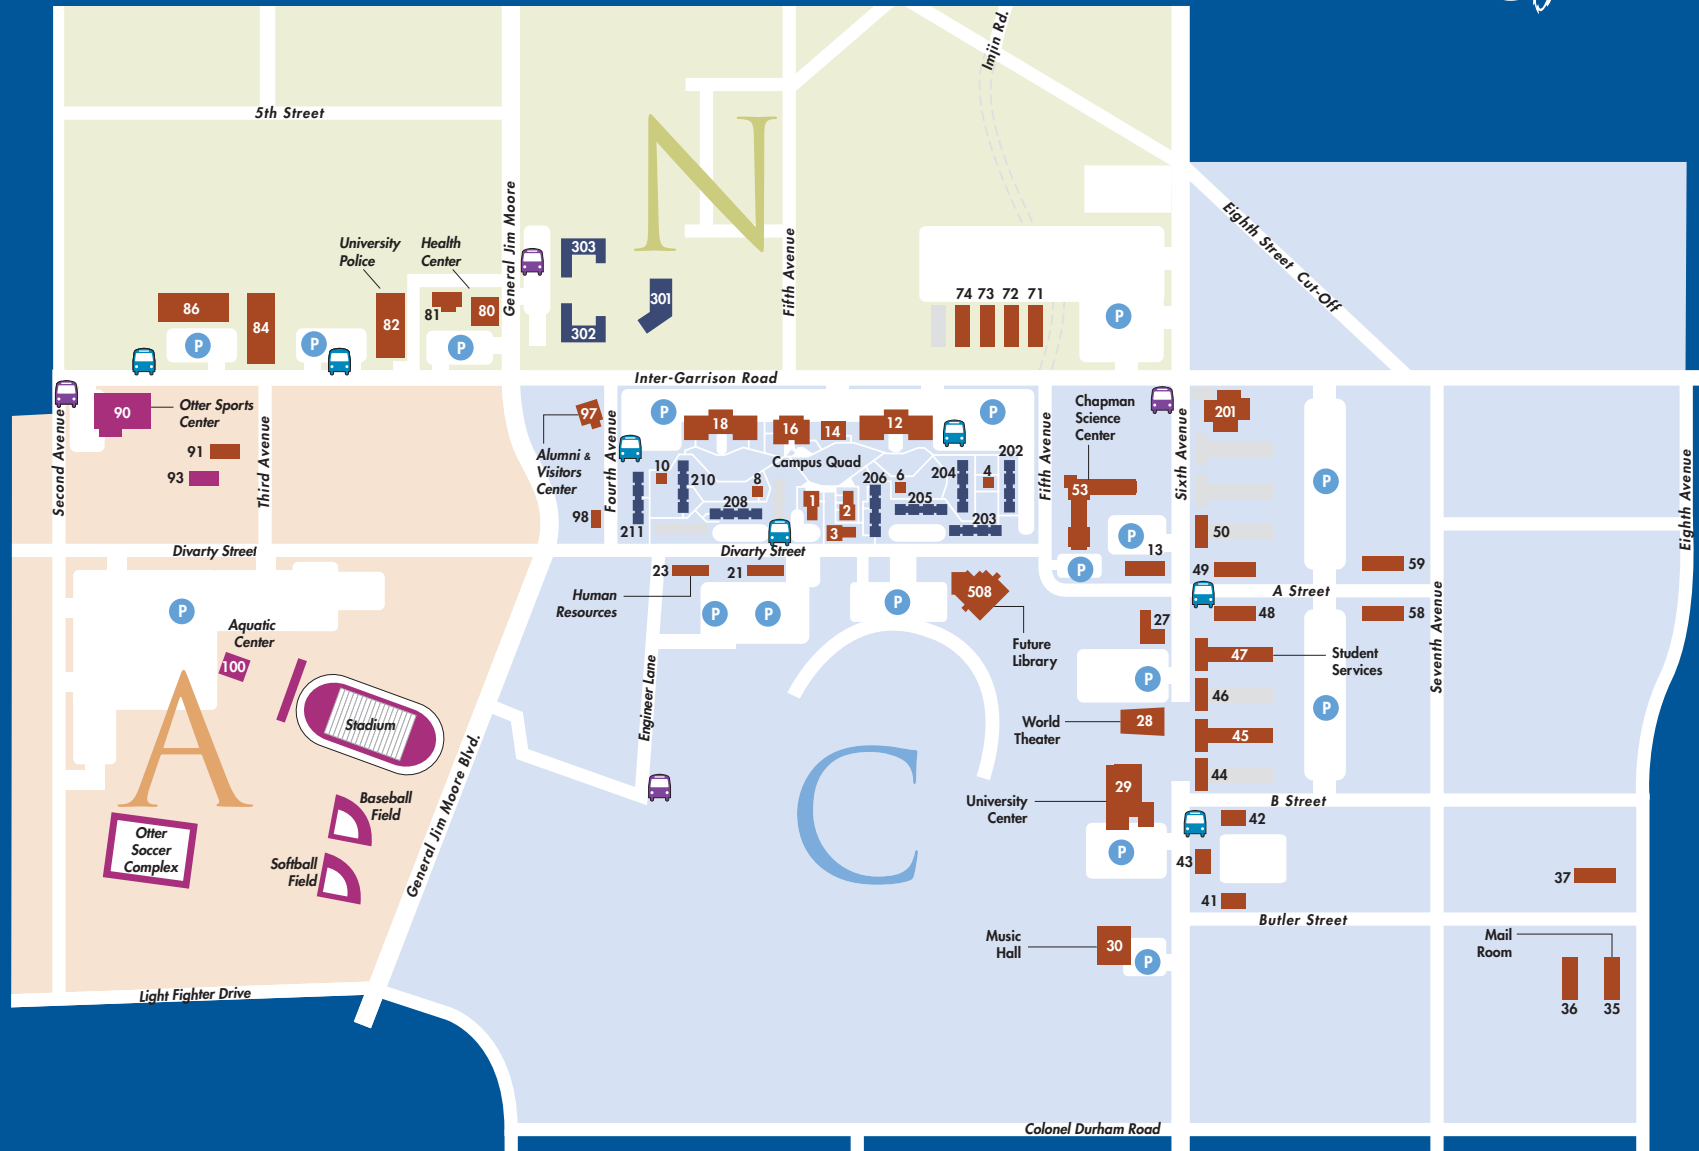 Imjin Rd.
5th Street
N
General Jim Moore
Fifth Avenue
Eighth Street Cut-Off
University
Police
Health
Center
303
301
302
86
84
82
81
80
74 73 72 71
P
P
P
P
Inter-Garrison Road
90
Otter Sports
Center
91
93
Second Avenue
Third Avenue
97
Alumni &
Visitors
Center
98
Fourth Avenue
P
18
16
14
12
P
Campus Quad
10
210
8
208
211
1
2
3
206
6
205
204
4
202
203
Fifth Avenue
Chapman
Science
Center
53
Sixth Avenue
201
P
Eighth Avenue
Divarty Street
Divarty Street
P
13
P
50
49
59
A Street
48
58
Seventh Avenue
23
21
Human
Resources
P
P
P
508
Future
Library
27
47
Student
Services
P
46
P
World
Theater
28
45
44
P
Aquatic
Center
100
Stadium
A
Engineer Lane
General Jim Moore Blvd.
C
Baseball
Field
Otter
Soccer
Complex
Softball
Field
University
Center
29
B Street
42
P
43
41
37
Butler Street
Music
Hall
30
P
Mail
Room
36
35
Light Fighter Drive
Colonel Durham Road